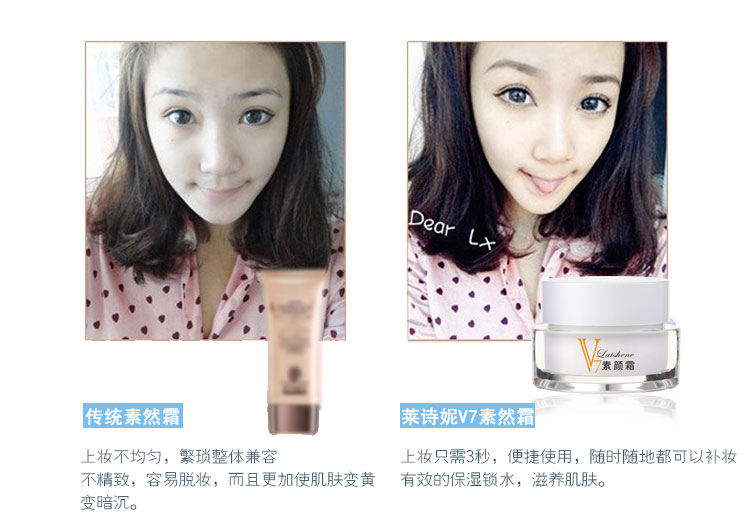 Dear Lx
V7
Laishene
素颜霜
传统素然霜
莱诗妮V7素然霜
上妆不均匀，繁琐整体兼容
不精致，容易脱妆，而且更加使肌肤变黄
变暗沉。
上妆只需3秒，便捷使用，随时随地都可以补妆
有效的保湿锁水，滋养肌肤。